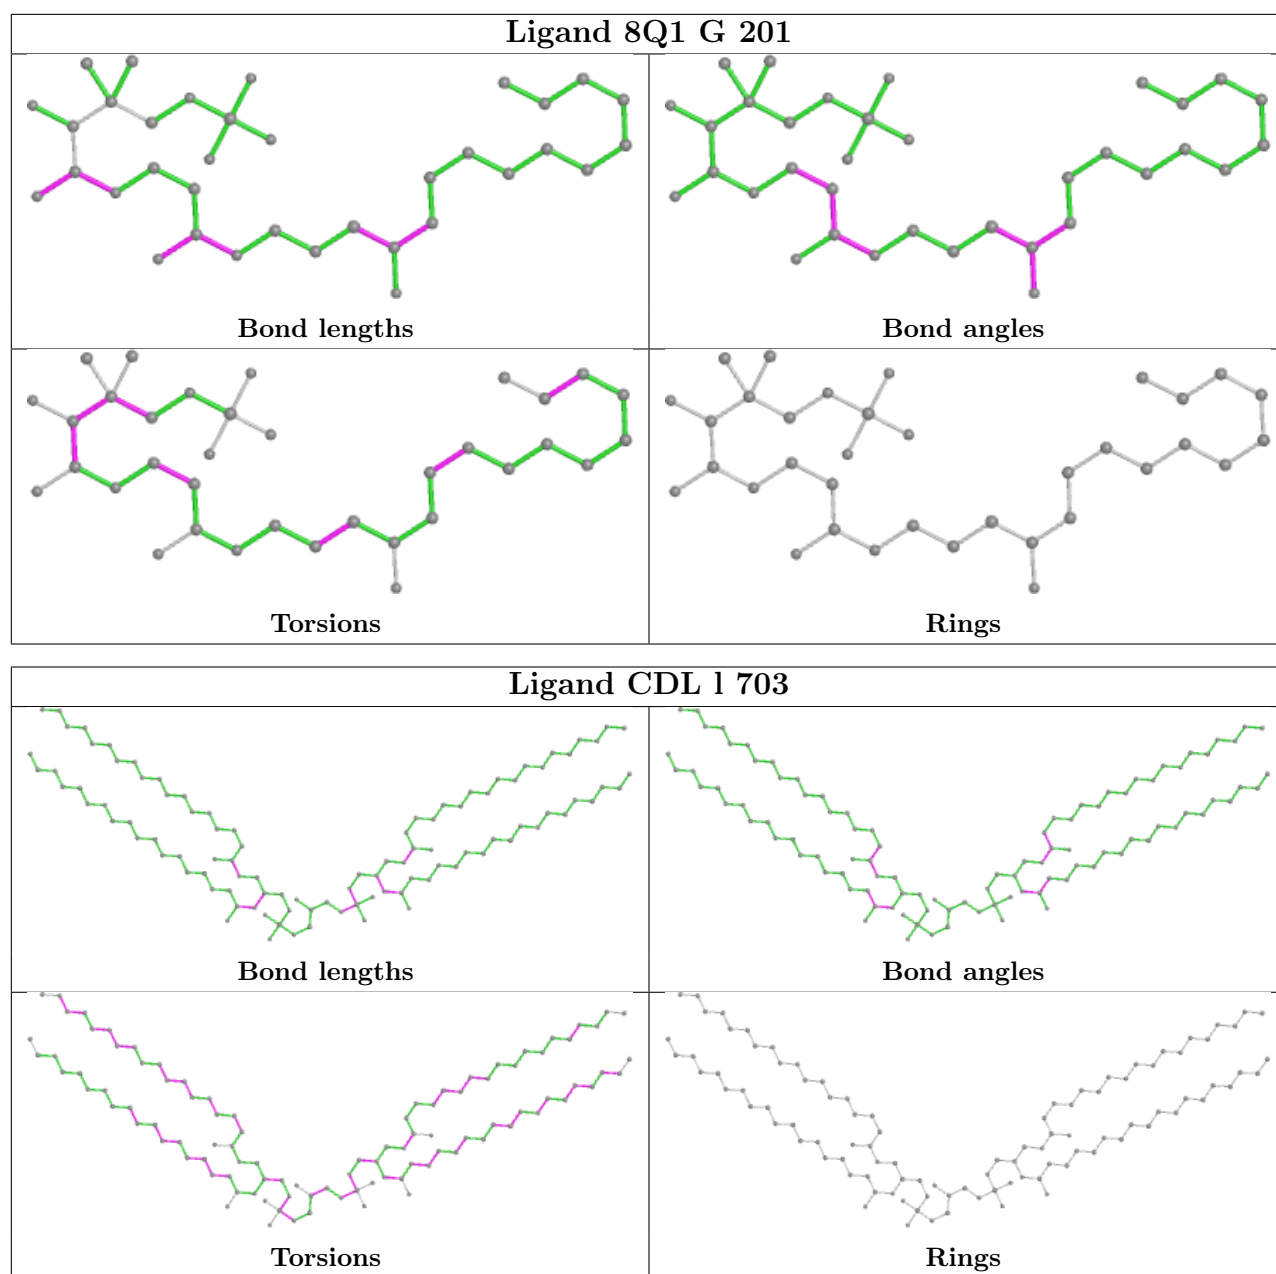 Ligand 8Q1 G 201
Bond lengths
Bond angles
Torsions
Rings
Ligand CDL l 703
Bond lengths
Bond angles
Torsions
Rings